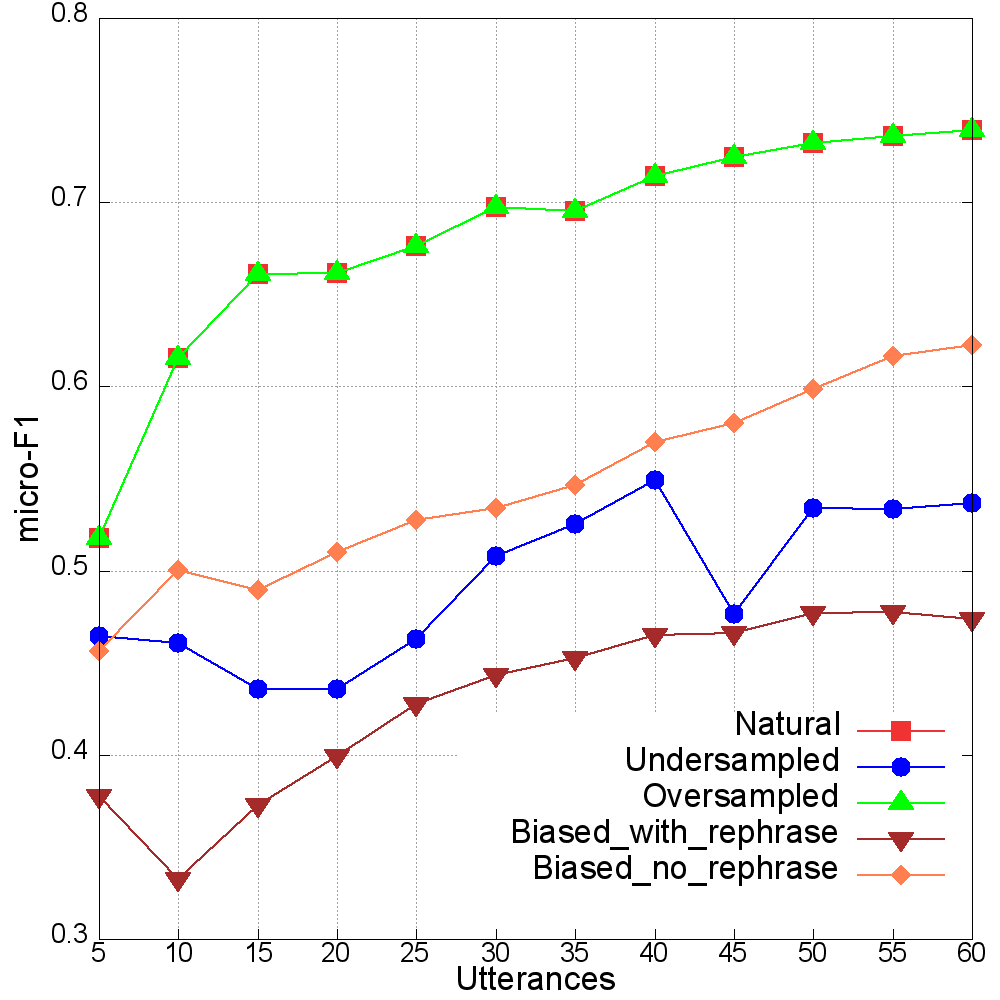 0.8
0.7
0.6
0.5
0.4
0.3
micro-F1
Natural
Undersampled
Oversampled
Biased_with_rephrase
Biased_no_rephrase
5 10 15 20 25 30 35 40 45 50 55 60
Utterances